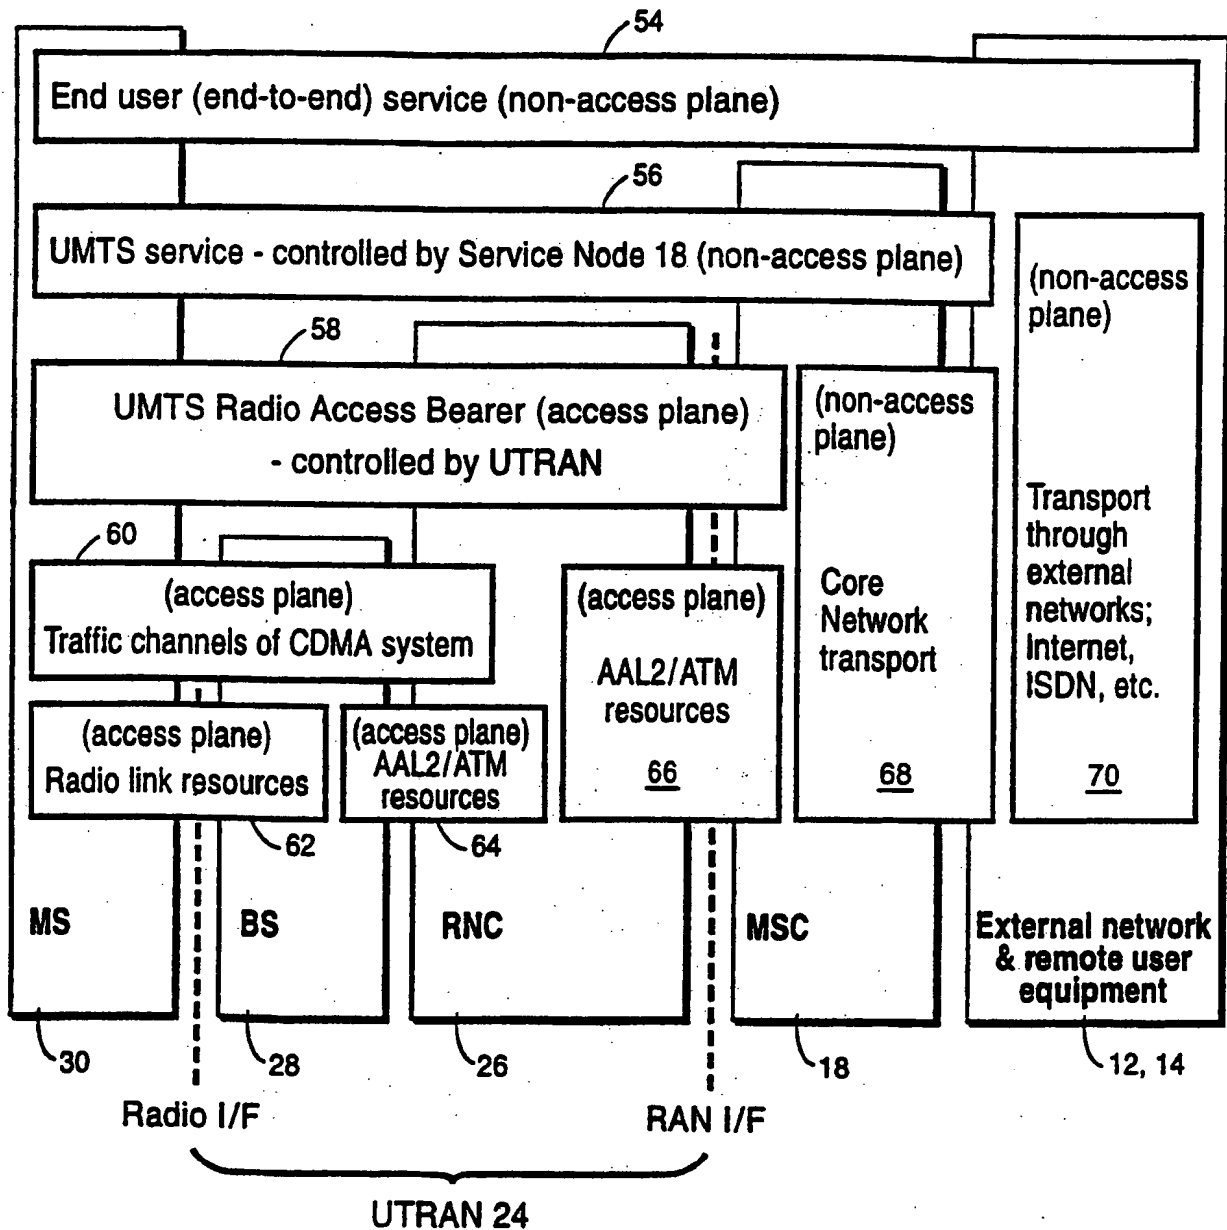 54
End user (end-to-end) service (non-access plane)
56
UMTS service - controlled by Service Node 18 (non-access plane)
(non-access
plane)
58
UMTS Radio Access Bearer (access plane)
- controlled by UTRAN
(non-access
plane)
Transport
through
external
networks;
Internet,
ISDN, etc.
60
(access plane)
Traffic channels of CDMA system
(access plane)
AAL2/ATM
resources
66
Core
Network
transport
68
70
(access plane)
Radio link resources
(access plane)
AAL2/ATM
resources
62
64
MS
BS
RNC
MSC
External network
& remote user
equipment
30
28
26
18
12, 14
Radio I/F
RAN I/F
UTRAN 24